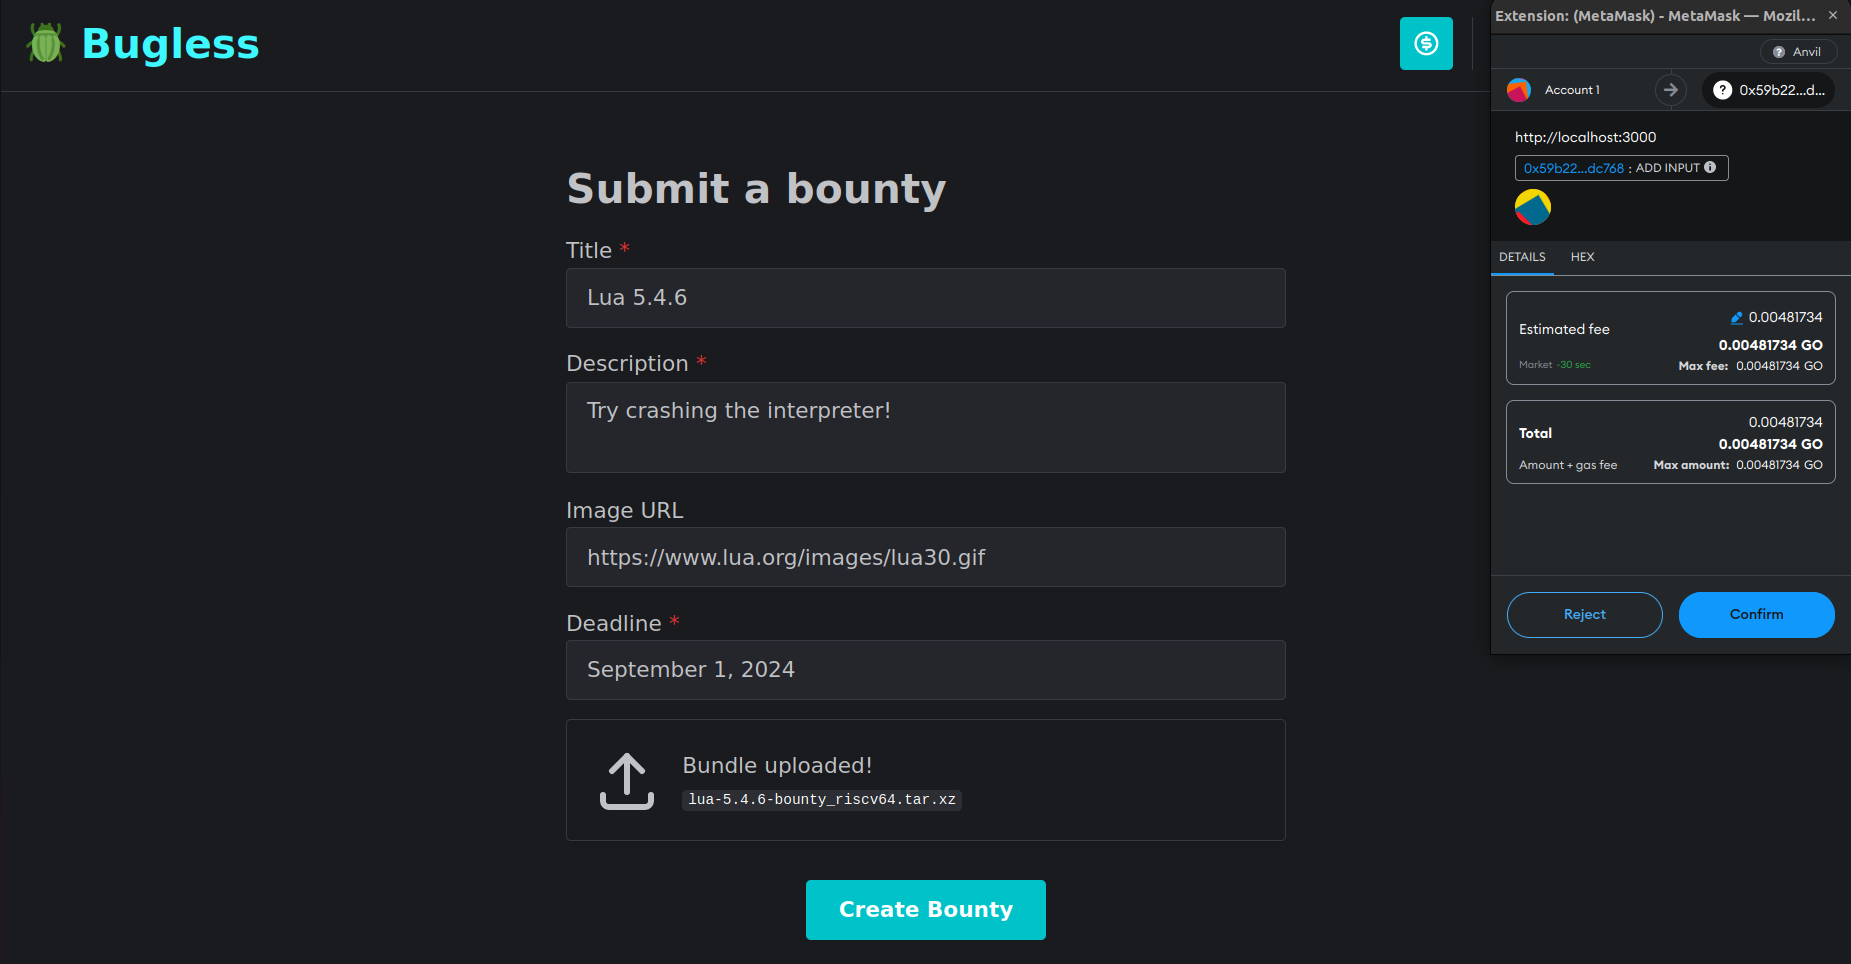 Bugless
Submit a bounty
Title *
Lua 5.4.6
Description *
Try crashing the interpreter!
Image URL
https://www.lua.org/images/lua30.gif
Deadline *
September 1, 2024
Bundle uploaded!
lua-5.4.6-bounty_riscv64.tar.xz
Create Bounty
Extension: (MetaMask) - MetaMask — Mozil... ×
Anvil
Account 1
0x59b22...d...
http://localhost:3000
0x59b22...dc768 : ADD INPUT
DETAILS HEX
0.00481734
Estimated fee
0.00481734 GO
Market ~30 sec Max fee: 0.00481734 GO
0.00481734
Total
0.00481734 GO
Amount + gas fee Max amount: 0.00481734 GO
Reject Confirm